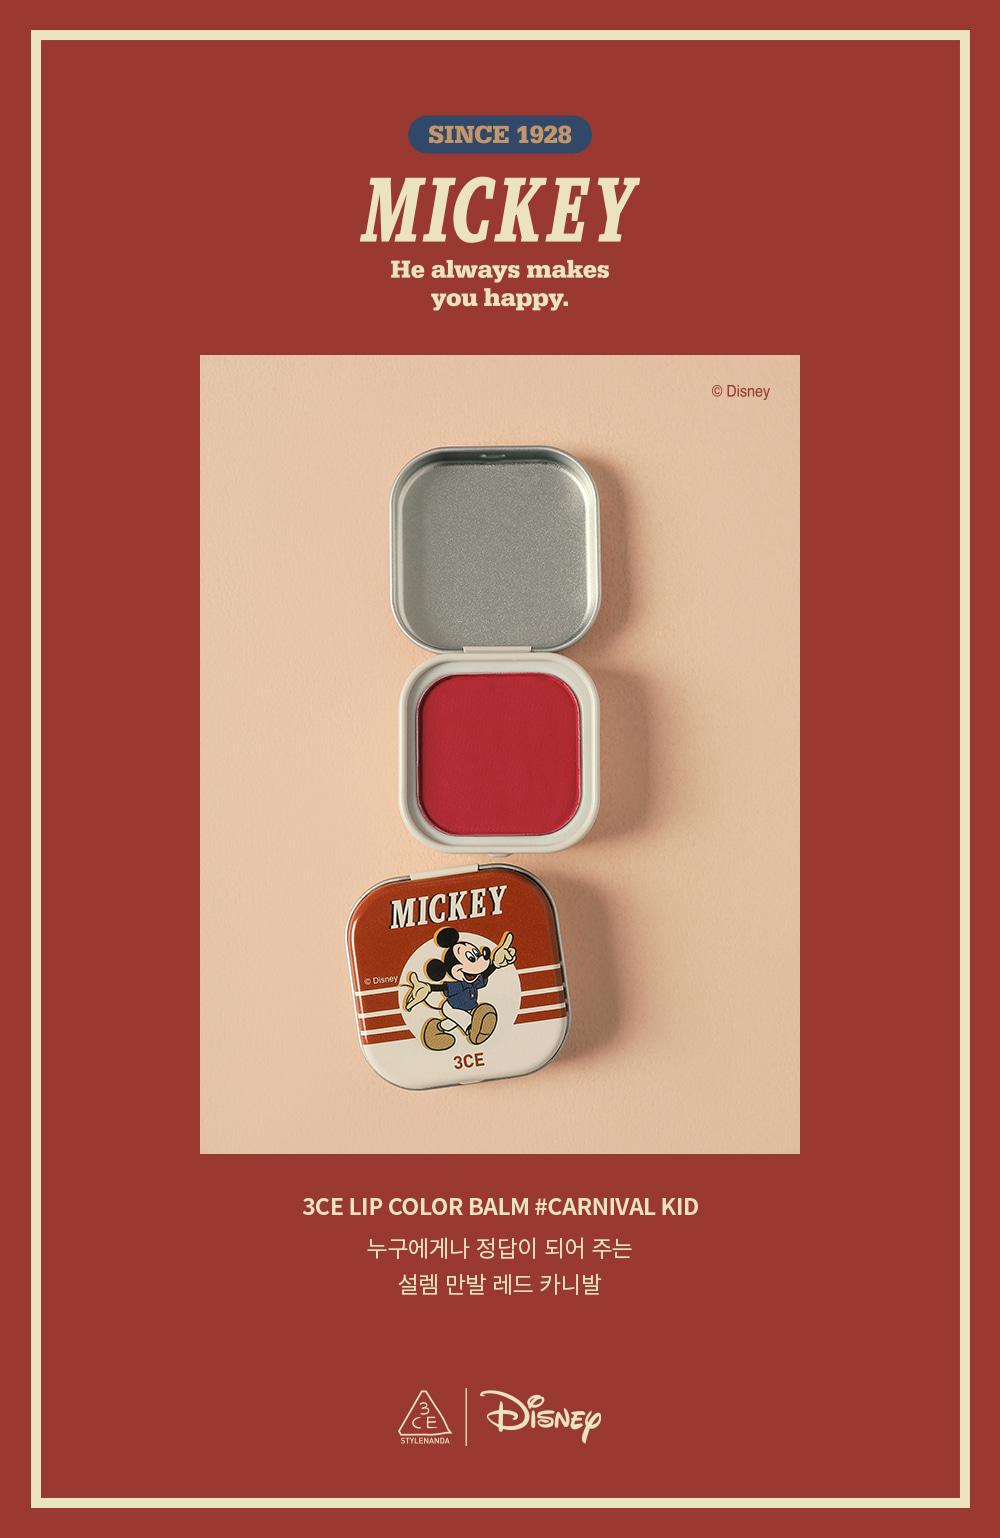 SINCE 1928
MICKEY
He always makes
you happy.
© Disney
MICKEY
© Disney
3CE
3CE LIP COLOR BALM #CARNIVAL KID
누구에게나 정답이 되어 주는
설렘 만발 레드 카니발
3CE
STYLENANDA
Disney